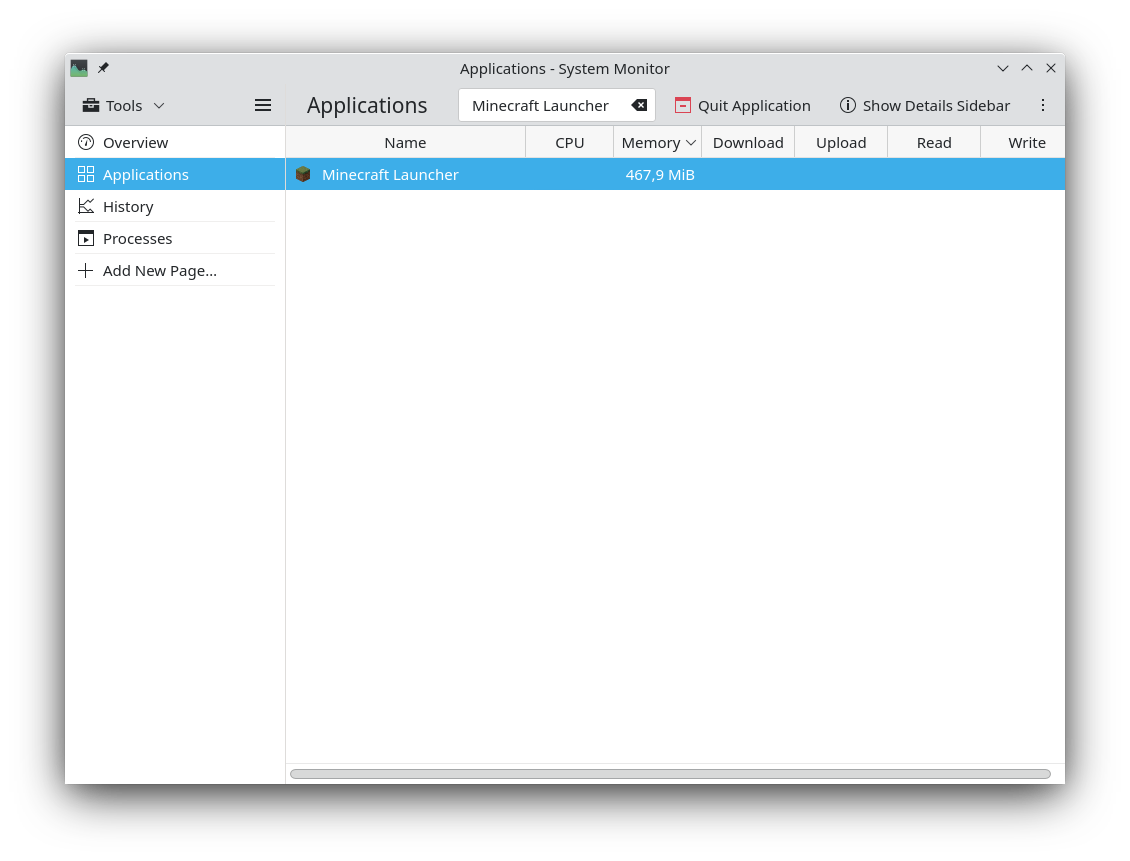 Applications - System Monitor
Tools
Applications
Minecraft Launcher
Quit Application
Show Details Sidebar
Overview
Applications
History
Processes
Add New Page...
Name CPU Memory Download Upload Read Write
Minecraft Launcher 467,9 MiB